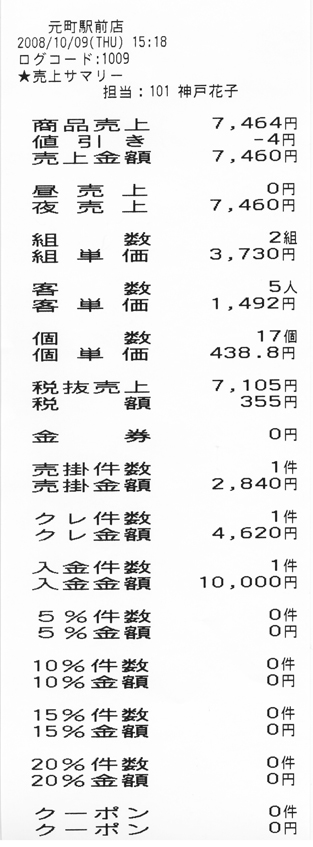 元町駅前店
2008/10/09(THU) 15:18
ログコード:1009
★売上サマリー
担当：101 神戸花子
商品売上 7,464円
値引き -4円
売上金額 7,460円
昼売上 0円
夜売上 7,460円
組数 2組
組単価 3,730円
客数 5人
客単価 1,492円
個数 17個
個単価 438.8円
税抜売上 7,105円
税額 355円
金券 0円
売掛件数 1件
売掛金額 2,840円
クレ件数 1件
クレ金額 4,620円
入金件数 1件
入金金額 10,000円
5%件数 0件
5%金額 0円
10%件数 0件
10%金額 0円
15%件数 0件
15%金額 0円
20%件数 0件
20%金額 0円
クーポン 0件
クーポン 0円